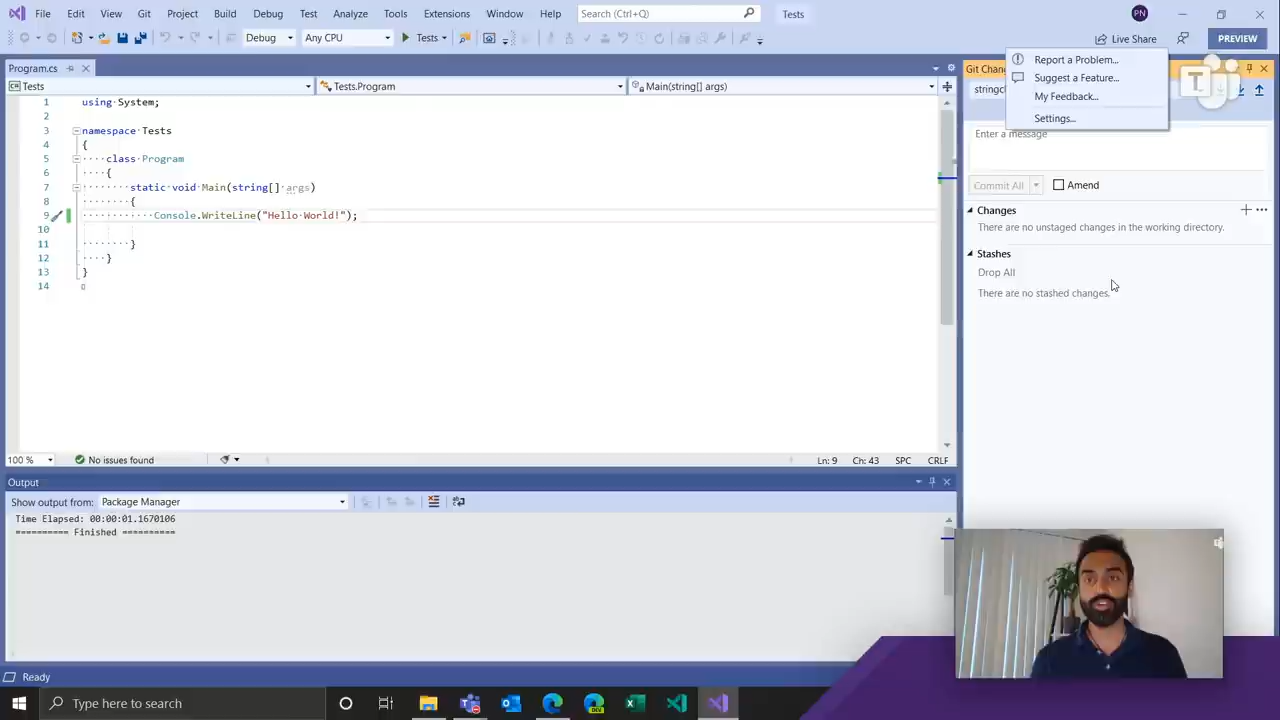 File Edit View Git Project Build Debug Test Analyze Tools Extensions Window Help Search (Ctrl+Q) Tests PN
Debug Any CPU Tests Live Share PREVIEW
Report a Problem...
Suggest a Feature...
My Feedback...
Settings...
Program.cs
Git Chang
T
Tests Tests.Program Main(string[] args)
1 using System;
2
3 namespace Tests
4 {
5 class Program
6 {
7 static void Main(string[] args)
8 {
9 Console.WriteLine("Hello World!");
10
11 }
12 }
13 }
14
Enter a message
Commit All Amend
Changes
There are no unstaged changes in the working directory.
Stashes
Drop All
There are no stashed changes.
100 % No issues found Ln: 9 Ch: 43 SPC CRLF
Output
Show output from: Package Manager
Time Elapsed: 00:00:01.1670106
========== Finished ==========
Ready
Type here to search
DEV